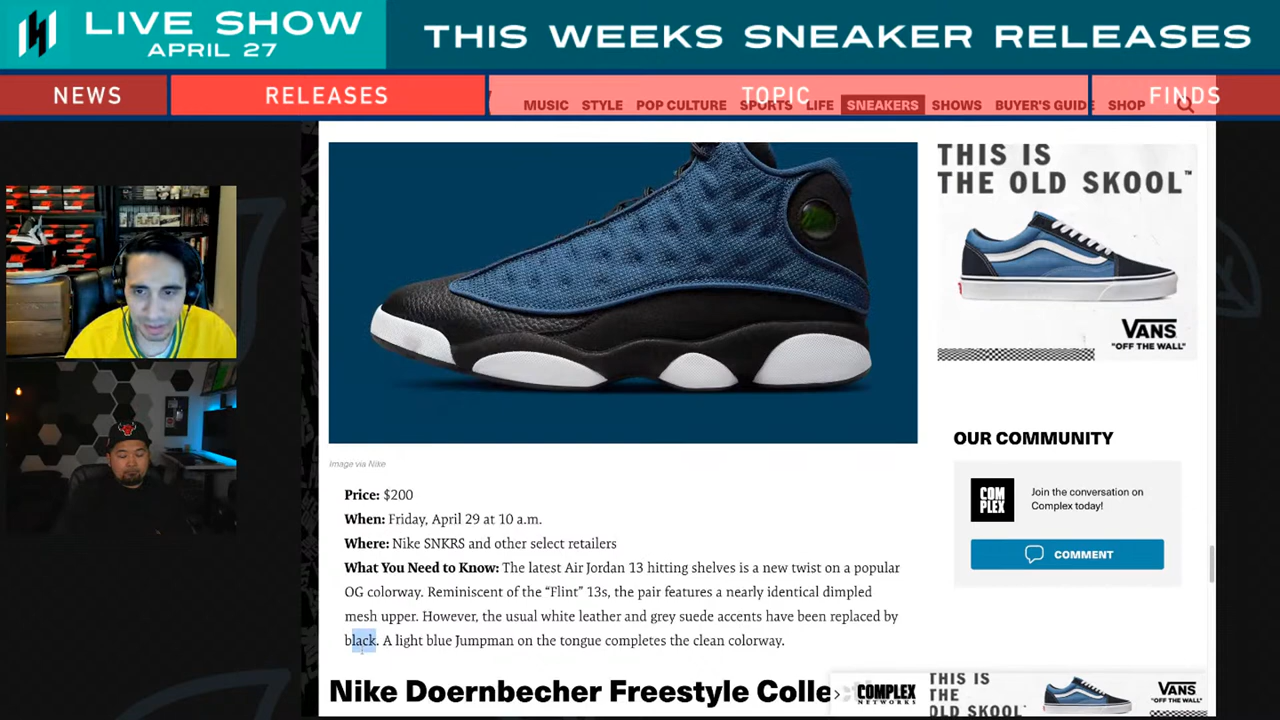 LIVE SHOW
APRIL 27
THIS WEEKS SNEAKER RELEASES
NEWS
RELEASES
TOPIC
FINDS
MUSIC STYLE POP CULTURE SPORTS LIFE SNEAKERS SHOWS BUYER'S GUIDE SHOP
THIS IS
THE OLD SKOOL™
VANS
"OFF THE WALL"
Image via Nike
OUR COMMUNITY
COM
PLEX
Join the conversation on
Complex today!
COMMENT
Price: $200
When: Friday, April 29 at 10 a.m.
Where: Nike SNKRS and other select retailers
What You Need to Know: The latest Air Jordan 13 hitting shelves is a new twist on a popular
OG colorway. Reminiscent of the “Flint” 13s, the pair features a nearly identical dimpled
mesh upper. However, the usual white leather and grey suede accents have been replaced by
black. A light blue Jumpman on the tongue completes the clean colorway.
Nike Doernbecher Freestyle Colle
COMPLEX
NETWORKS
THIS IS
THE
OLD SKOOL™
VANS
"OFF THE WALL"